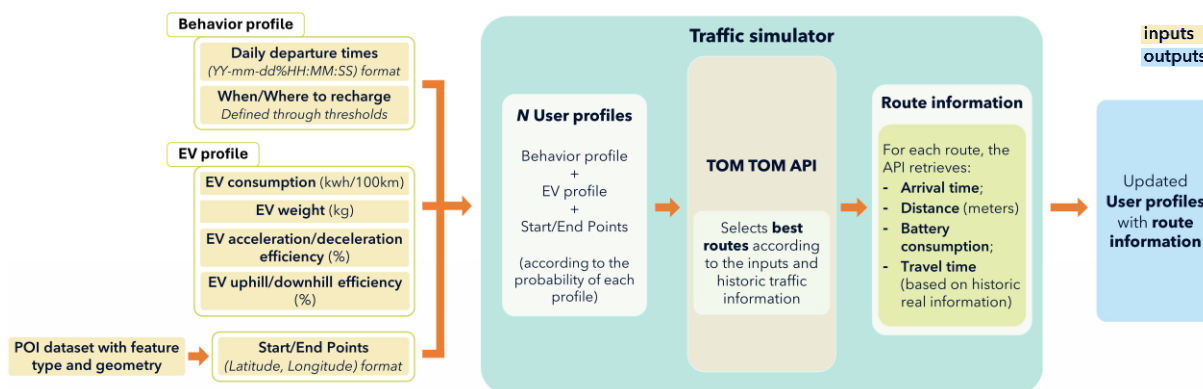 Behavior profile
Daily departure times
(YY-mm-dd%HH:MM:SS) format
When/Where to recharge
Defined through thresholds
EV profile
EV consumption (kwh/100km)
EV weight (kg)
EV acceleration/deceleration
efficiency (%)
EV uphill/downhill efficiency
(%)
POI dataset with feature
type and geometry
Start/End Points
(Latitude, Longitude) format
Traffic simulator
N User profiles
Behavior profile
+
EV profile
+
Start/End Points
(according to the
probability of each
profile)
TOM TOM API
Selects best
routes according
to the inputs and
historic traffic
information
Route information
For each route, the
API retrieves:
- Arrival time;
- Distance (meters)
- Battery
consumption;
- Travel time
(based on historic
real information)
inputs
outputs
Updated
User profiles
with route
information